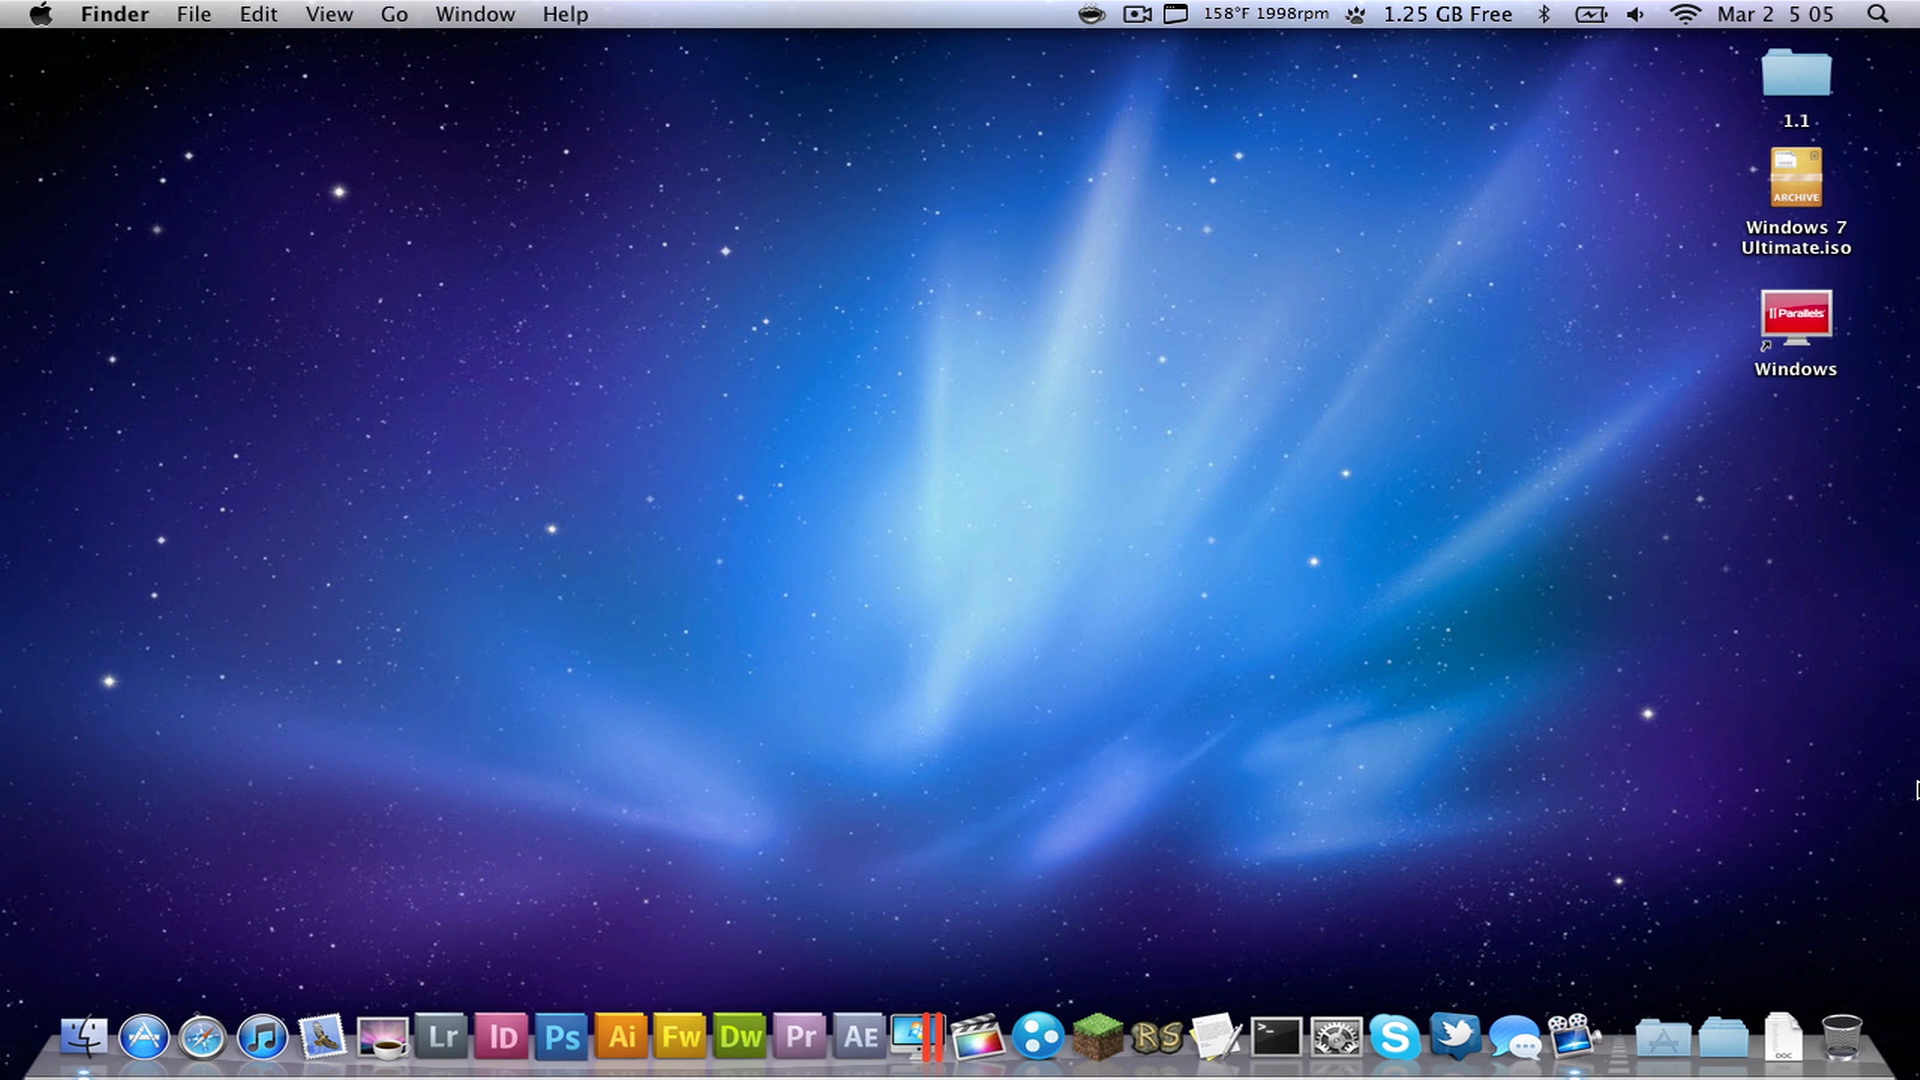 Finder File Edit View Go Window Help 158°F 1998rpm 1.25 GB Free Mar 2 5 05
1.1
ARCHIVE
Windows 7
Ultimate.iso
Parallels
Windows
Lr ID Ps Ai Fw Dw Pr AE RS >_ S DOC